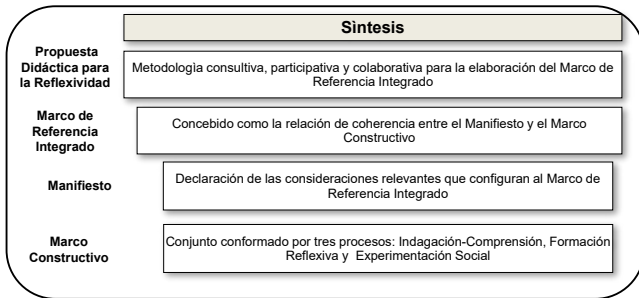 Sìntesis
Propuesta
Didáctica para
la Reflexividad
Metodologìa consultiva, participativa y colaborativa para la elaboración del Marco de
Referencia Integrado
Marco de
Referencia
Integrado
Concebido como la relación de coherencia entre el Manifiesto y el Marco
Constructivo
Manifiesto
Declaración de las consideraciones relevantes que configuran al Marco de
Referencia Integrado
Marco
Constructivo
Conjunto conformado por tres procesos: Indagación-Comprensión, Formación
Reflexiva y Experimentación Social